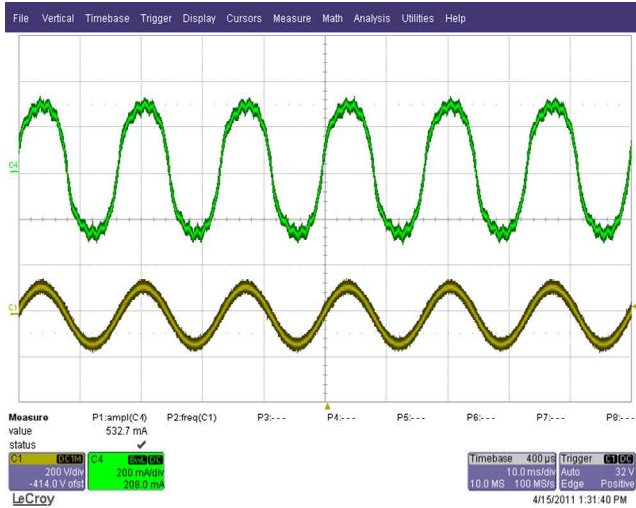 File Vertical Timebase Trigger Display Cursors Measure Math Analysis Utilities Help
C4
C1
Measure P1:ampl(C4) P2:freq(C1) P3:- - - P4:- - - P5:- - - P6:- - - P7:- - - P8:- - -
value 532.7 mA
status
C1 DC1M
200 V/div
-414.0 V ofst
C4 BwL DC
200 mA/div
208.0 mA
Timebase 400 µs
10.0 ms/div
10.0 MS 100 MS/s
Trigger C1 DC
Auto 32 V
Edge Positive
LeCroy
4/15/2011 1:31:40 PM